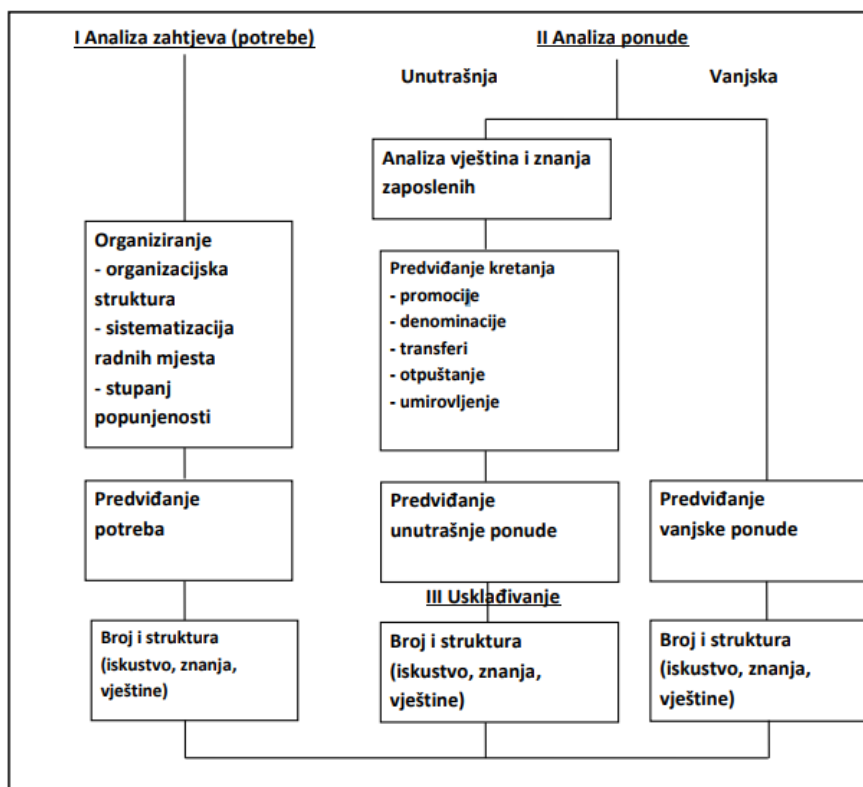 I Analiza zahtjeva (potrebe)
II Analiza ponude
Unutrašnja
Vanjska
Analiza vještina i znanja
zaposlenih
Organiziranje
- organizacijska
struktura
- sistematizacija
radnih mjesta
- stupanj
popunjenosti
Predviđanje kretanja
- promocije
- denominacije
- transferi
- otpuštanje
- umirovljenje
Predviđanje
potreba
Predviđanje
unutrašnje ponude
Predviđanje
vanjske ponude
III Usklađivanje
Broj i struktura
(iskustvo, znanja,
vještine)
Broj i struktura
(iskustvo, znanja,
vještine)
Broj i struktura
(iskustvo, znanja,
vještine)